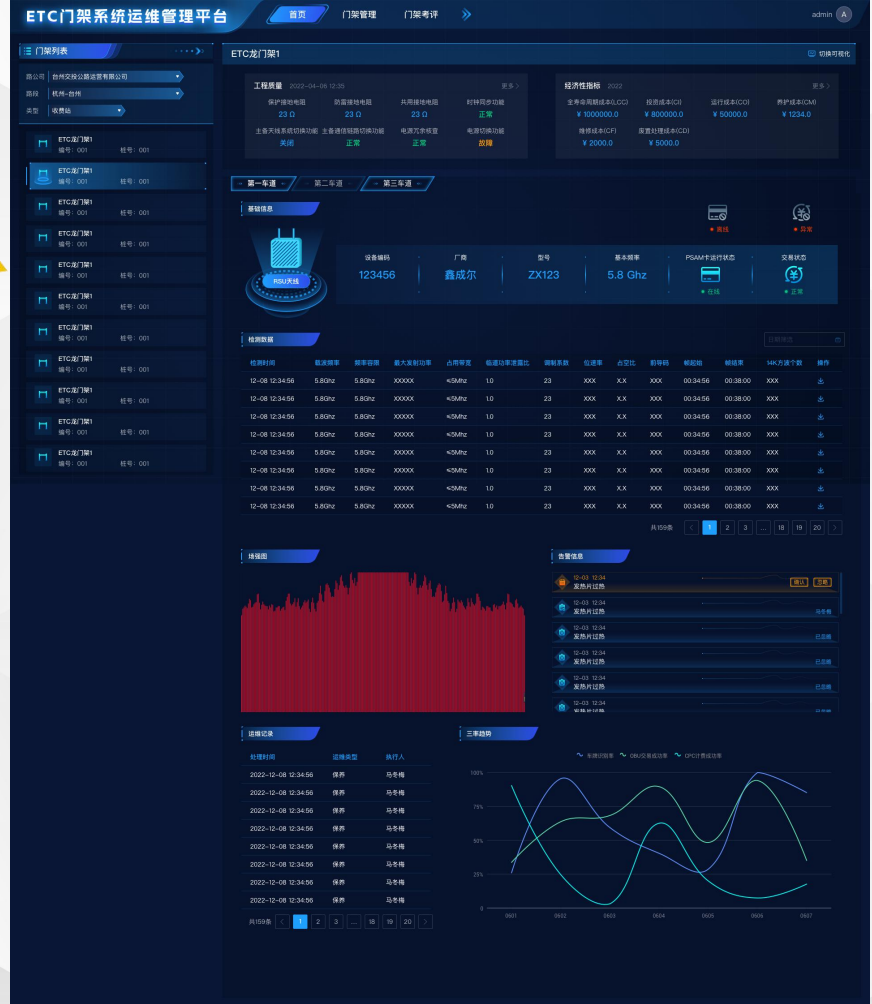 ETC门架系统运维管理平台
首页 门架管理 门架考评
admin A
门架列表
路公司 台州交投公路运营有限公司
路段 杭州-台州
类型 收费站
ETC龙门架1
编号: 001 桩号: 001
ETC龙门架1
编号: 001 桩号: 001
ETC龙门架1
编号: 001 桩号: 001
ETC龙门架1
编号: 001 桩号: 001
ETC龙门架1
编号: 001 桩号: 001
ETC龙门架1
编号: 001 桩号: 001
ETC龙门架1
编号: 001 桩号: 001
ETC龙门架1
编号: 001 桩号: 001
ETC龙门架1
编号: 001 桩号: 001
ETC龙门架1
编号: 001 桩号: 001
ETC龙门架1
编号: 001 桩号: 001
ETC龙门架1
切换可视化
工程质量 2022-04-08 12:35 更多
保护接地电阻 防雷接地电阻 共用接地电阻 时钟同步功能
23 Ω 23 Ω 23 Ω 正常
主备天线系统切换功能 主备通信链路切换功能 电源冗余核查 电源切换功能
关闭 正常 正常 故障
经济性指标 2022 更多
全寿命周期成本(LCC) 投资成本(CI) 运行成本(CO) 养护成本(CM)
¥ 1000000.0 ¥ 800000.0 ¥ 50000.0 ¥ 1234.0
维修成本(CF) 废置处理成本(CD)
¥ 2000.0 ¥ 5000.0
第一车道 第二车道 第三车道
基础信息
离线 异常
RSU天线
设备编码 厂商 型号 基本频率 PSAM卡运行状态 交易状态
123456 鑫成尔 ZX123 5.8 Ghz 在线 正常
检测数据
日期筛选
检测时间 载波频率 频率容限 最大发射功率 占用带宽 临道功率泄露比 调制系数 位速率 占空比 前导码 帧起始 帧结束 14K方波个数 操作
12-08 12:34:56 5.8Ghz 5.8Ghz XXXXX ≤5Mhz 1.0 23 XXX X.X XXX 00:34:56 00:38:00 XXX
12-08 12:34:56 5.8Ghz 5.8Ghz XXXXX ≤5Mhz 1.0 23 XXX X.X XXX 00:34:56 00:38:00 XXX
12-08 12:34:56 5.8Ghz 5.8Ghz XXXXX ≤5Mhz 1.0 23 XXX X.X XXX 00:34:56 00:38:00 XXX
12-08 12:34:56 5.8Ghz 5.8Ghz XXXXX ≤5Mhz 1.0 23 XXX X.X XXX 00:34:56 00:38:00 XXX
12-08 12:34:56 5.8Ghz 5.8Ghz XXXXX ≤5Mhz 1.0 23 XXX X.X XXX 00:34:56 00:38:00 XXX
12-08 12:34:56 5.8Ghz 5.8Ghz XXXXX ≤5Mhz 1.0 23 XXX X.X XXX 00:34:56 00:38:00 XXX
12-08 12:34:56 5.8Ghz 5.8Ghz XXXXX ≤5Mhz 1.0 23 XXX X.X XXX 00:34:56 00:38:00 XXX
12-08 12:34:56 5.8Ghz 5.8Ghz XXXXX ≤5Mhz 1.0 23 XXX X.X XXX 00:34:56 00:38:00 XXX
共159条 < 1 2 3 ... 18 19 20 >
场强图
告警信息
12-03 12:34
发热片过热 确认 忽略
12-03 12:34
发热片过热 马冬梅
12-03 12:34
发热片过热 已忽略
12-03 12:34
发热片过热 已忽略
12-03 12:34
发热片过热 已忽略
12-03 12:34
发热片过热 已忽略
运维记录
处理时间 运维类型 执行人
2022-12-08 12:34:56 保养 马冬梅
2022-12-08 12:34:56 保养 马冬梅
2022-12-08 12:34:56 保养 马冬梅
2022-12-08 12:34:56 保养 马冬梅
2022-12-08 12:34:56 保养 马冬梅
2022-12-08 12:34:56 保养 马冬梅
2022-12-08 12:34:56 保养 马冬梅
2022-12-08 12:34:56 保养 马冬梅
共159条 < 1 2 3 ... 18 19 20 >
三率趋势
车牌识别率 OBU交易成功率 CPC计费成功率
100%
75%
50%
25%
0
0601 0602 0603 0604 0605 0606 0607